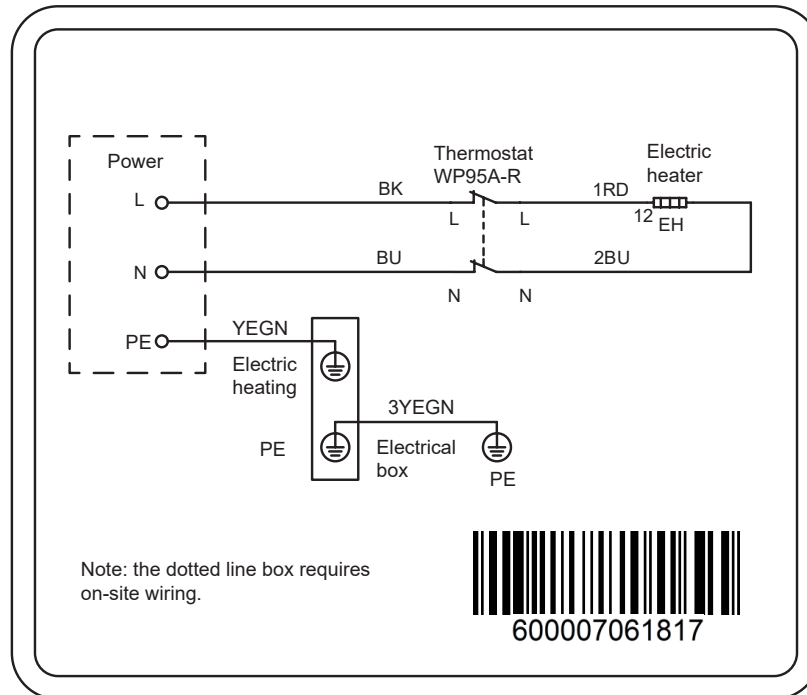 Power
Thermostat
WP95A-R
Electric
heater
L
BK
L
L
1RD
12
EH
N
BU
N
N
2BU
PE
YEGN
Electric
heating
3YEGN
PE
Electrical
box
PE
Note: the dotted line box requires
on-site wiring.
600007061817